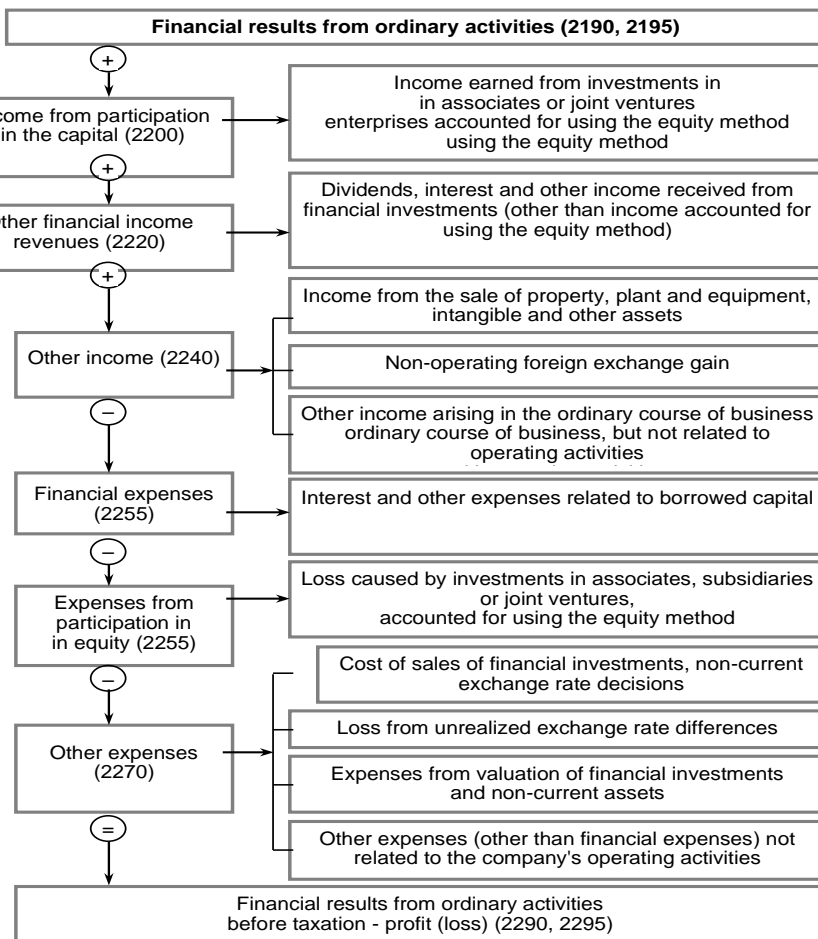 Financial results from ordinary activities (2190, 2195)
+
come from participation
in the capital (2200)
Income earned from investments in
in associates or joint ventures
enterprises accounted for using the equity method
using the equity method
+
Other financial income
revenues (2220)
Dividends, interest and other income received from
financial investments (other than income accounted for
using the equity method)
+
Other income (2240)
Income from the sale of property, plant and equipment,
intangible and other assets
Non-operating foreign exchange gain
Other income arising in the ordinary course of business
ordinary course of business, but not related to
operating activities
–
Financial expenses
(2255)
Interest and other expenses related to borrowed capital
–
Expenses from
participation in
in equity (2255)
Loss caused by investments in associates, subsidiaries
or joint ventures,
accounted for using the equity method
–
Other expenses
(2270)
Cost of sales of financial investments, non-current
exchange rate decisions
Loss from unrealized exchange rate differences
Expenses from valuation of financial investments
and non-current assets
Other expenses (other than financial expenses) not
related to the company's operating activities
=
Financial results from ordinary activities
before taxation - profit (loss) (2290, 2295)